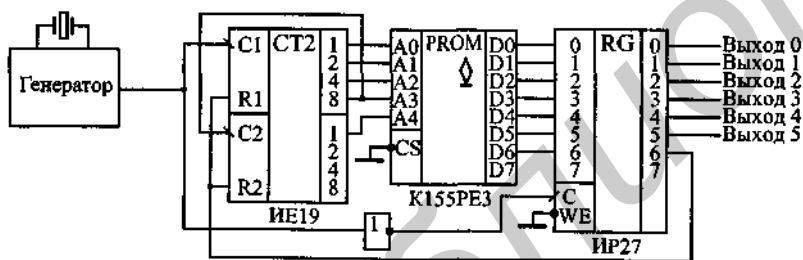 Генератор
C1
R1
C2
R2
CT2
1
2
4
8
1
2
4
8
ИЕ19
1
A0
A1
A2
A3
A4
CS
PROM
D0
D1
D2
D3
D4
D5
D6
D7
К155РЕ3
0
1
2
3
4
5
6
7
C
WE
RG
0
1
2
3
4
5
6
7
ИР27
Выход 0
Выход 1
Выход 2
Выход 3
Выход 4
Выход 5